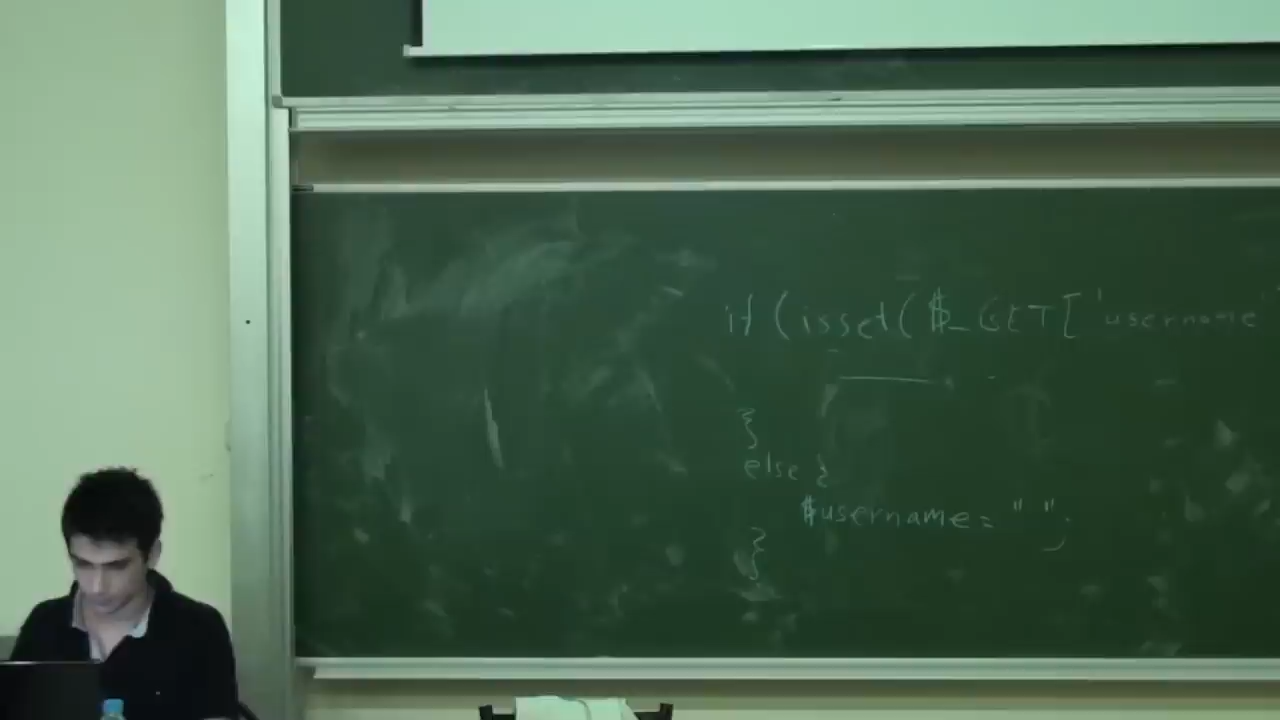 if (isset($_GET['username'
}
else {
$username= " ";
}